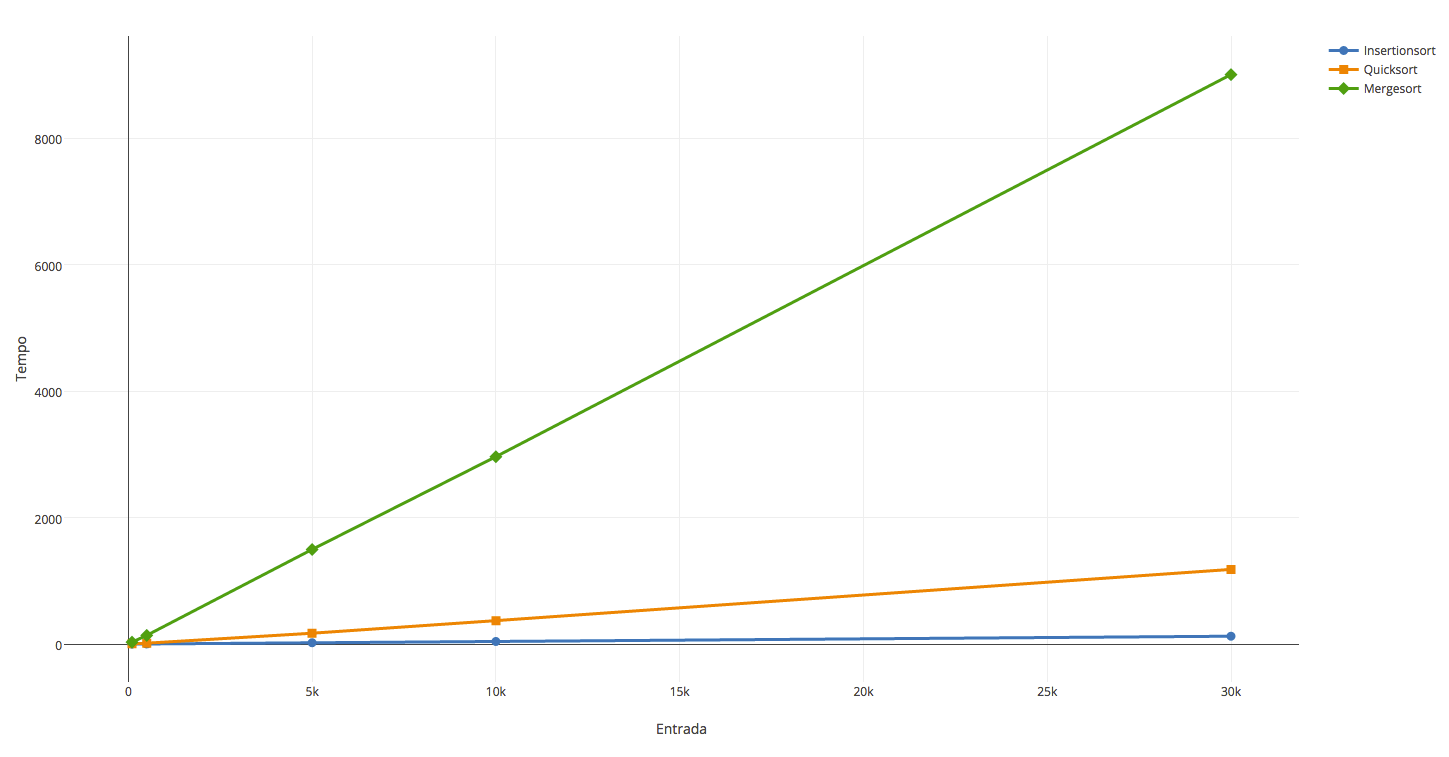 Insertionsort
Quicksort
Mergesort
8000
6000
4000
2000
0
Tempo
0 5k 10k 15k 20k 25k 30k
Entrada